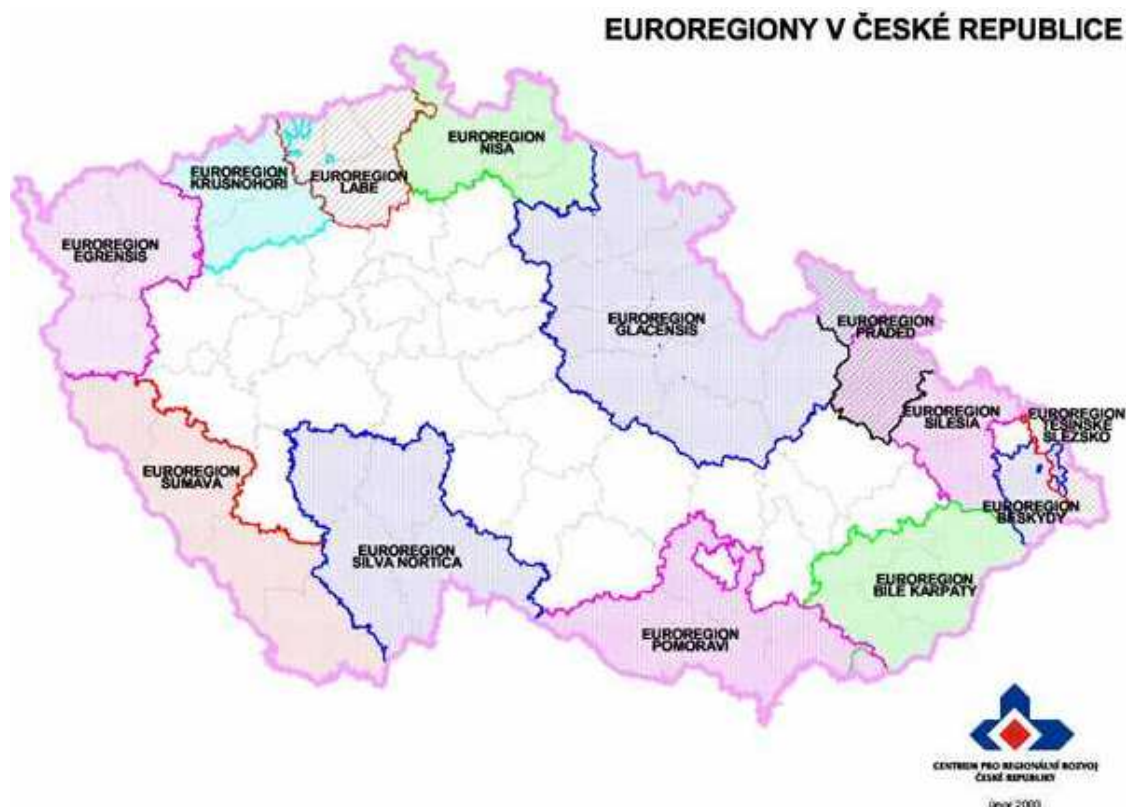 EUROREGIONY V ČESKÉ REPUBLICE
EUROREGION
NISA
EUROREGION
KRUSNOHORI
EUROREGION
LABE
EUROREGION
EGRENSIS
EUROREGION
GLACENSIS
EUROREGION
PRADED
EUROREGION
SILESIA
EUROREGION
TESINSKE
SLEZSKO
EUROREGION
SUMAVA
EUROREGION
BESKYDY
EUROREGION
SILVA NORTICA
EUROREGION
BILE KARPATY
EUROREGION
POMORAVI
CENTRUM PRO REGIONÁLNÍ ROZVOJ
ČESKÉ REPUBLIKY